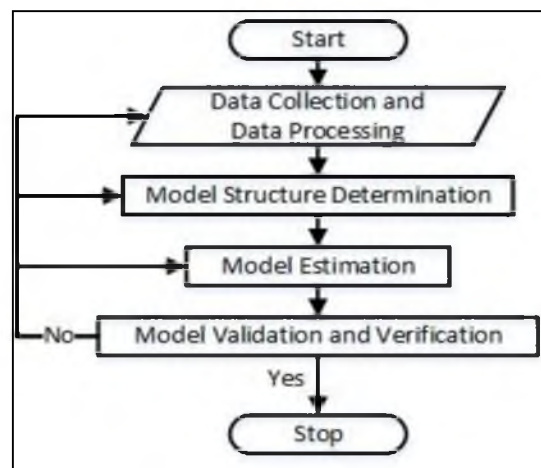 Start
Data Collection and
Data Processing
Model Structure Determination
Model Estimation
No
Model Validation and Verification
Yes
Stop